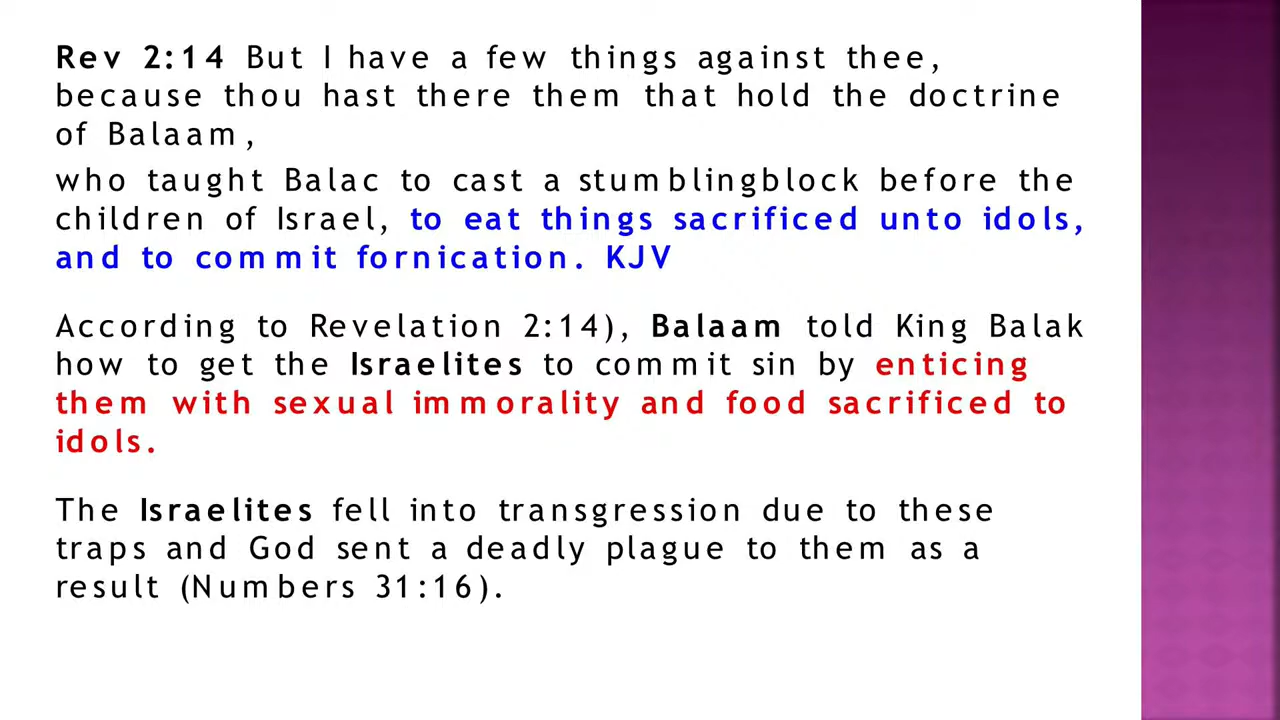 Rev 2:14 But I have a few things against thee,
because thou hast there them that hold the doctrine
of Balaam,
who taught Balac to cast a stumblingblock before the
children of Israel, to eat things sacrificed unto idols,
and to commit fornication. KJV
According to Revelation 2:14), Balaam told King Balak
how to get the Israelites to commit sin by enticing
them with sexual immorality and food sacrificed to
idols.
The Israelites fell into transgression due to these
traps and God sent a deadly plague to them as a
result (Numbers 31:16).